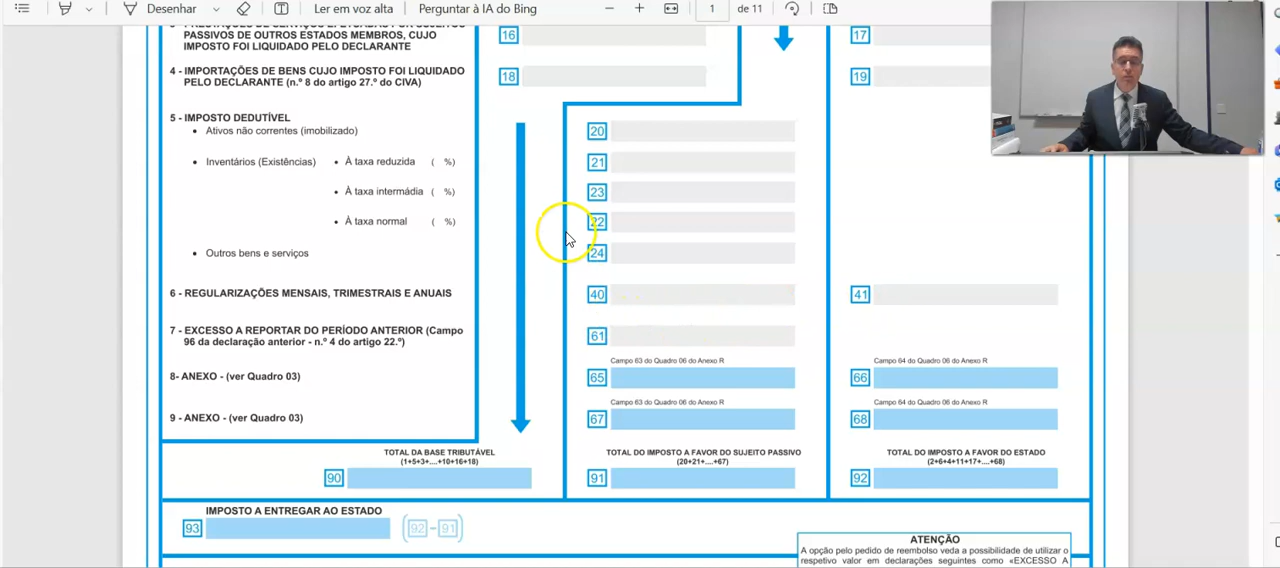 Desenhar
Ler em voz alta
Perguntar à IA do Bing
1 de 11
PASSIVOS DE OUTROS ESTADOS MEMBROS, CUJO
IMPOSTO FOI LIQUIDADO PELO DECLARANTE
16
17
4 - IMPORTAÇÕES DE BENS CUJO IMPOSTO FOI LIQUIDADO
PELO DECLARANTE (n.º 8 do artigo 27.º do CIVA)
18
19
5 - IMPOSTO DEDUTÍVEL
• Ativos não correntes (imobilizado)
20
• Inventários (Existências) • À taxa reduzida ( %)
21
• À taxa intermádia ( %)
23
• À taxa normal ( %)
22
• Outros bens e serviços
24
6 - REGULARIZAÇÕES MENSAIS, TRIMESTRAIS E ANUAIS
40
41
7 - EXCESSO A REPORTAR DO PERÍODO ANTERIOR (Campo
96 da declaração anterior - n.º 4 do artigo 22.º)
61
Campo 63 do Quadro 06 do Anexo R
Campo 64 do Quadro 06 do Anexo R
8- ANEXO - (ver Quadro 03)
65
66
Campo 63 do Quadro 06 do Anexo R
Campo 64 do Quadro 06 do Anexo R
9 - ANEXO - (ver Quadro 03)
67
68
TOTAL DA BASE TRIBUTÁVEL
(1+5+3+....+10+16+18)
90
TOTAL DO IMPOSTO A FAVOR DO SUJEITO PASSIVO
(20+21+....+67)
91
TOTAL DO IMPOSTO A FAVOR DO ESTADO
(2+6+4+11+17+....+68)
92
IMPOSTO A ENTREGAR AO ESTADO
93
(92-91)
ATENÇÃO
A opção pelo pedido de reembolso veda a possibilidade de utilizar o
respetivo valor em declarações seguintes como «EXCESSO A